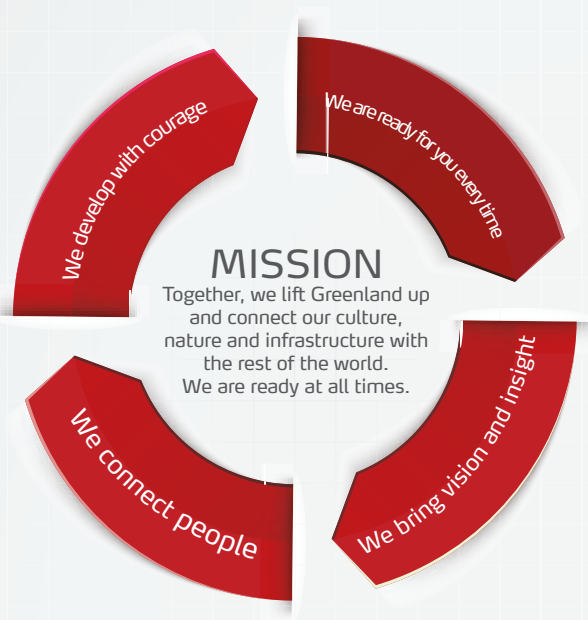 We develop with courage
We are ready for you every time
MISSION
Together, we lift Greenland up
and connect our culture,
nature and infrastructure with
the rest of the world.
We are ready at all times.
We connect people
We bring vision and insight